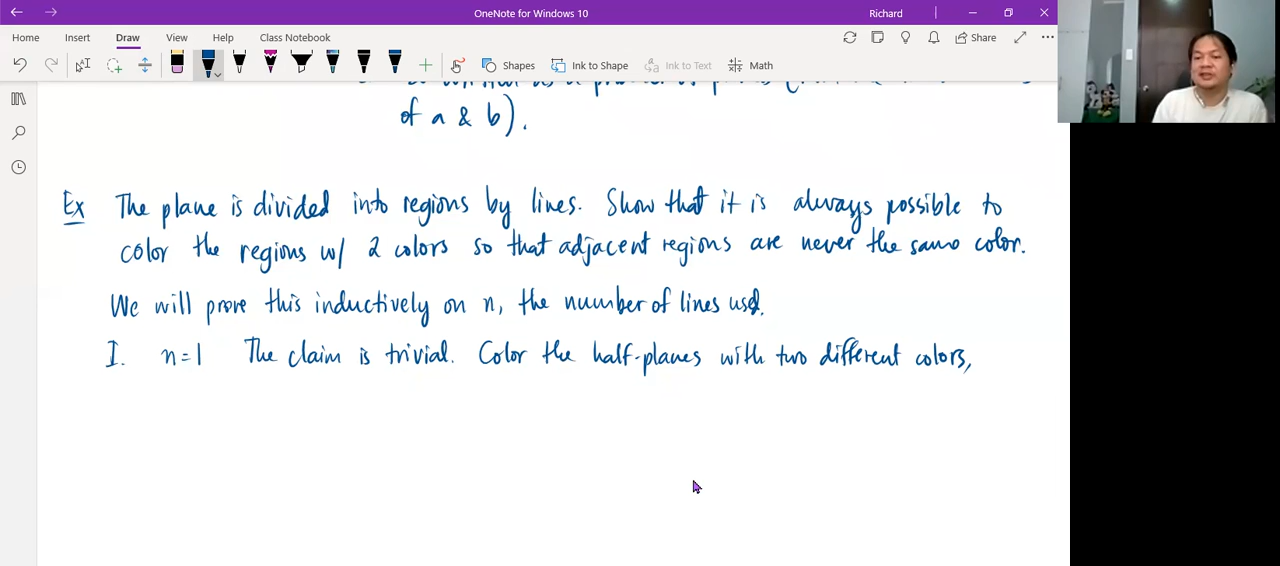 OneNote for Windows 10
Richard
Home Insert Draw View Help Class Notebook
Share
Shapes Ink to Shape Ink to Text Math
of a & b).
Ex The plane is divided into regions by lines. Show that it is always possible to
color the regions w/ 2 colors so that adjacent regions are never the same color.
We will prove this inductively on n, the number of lines used.
I. n=1 The claim is trivial. Color the half-planes with two different colors,